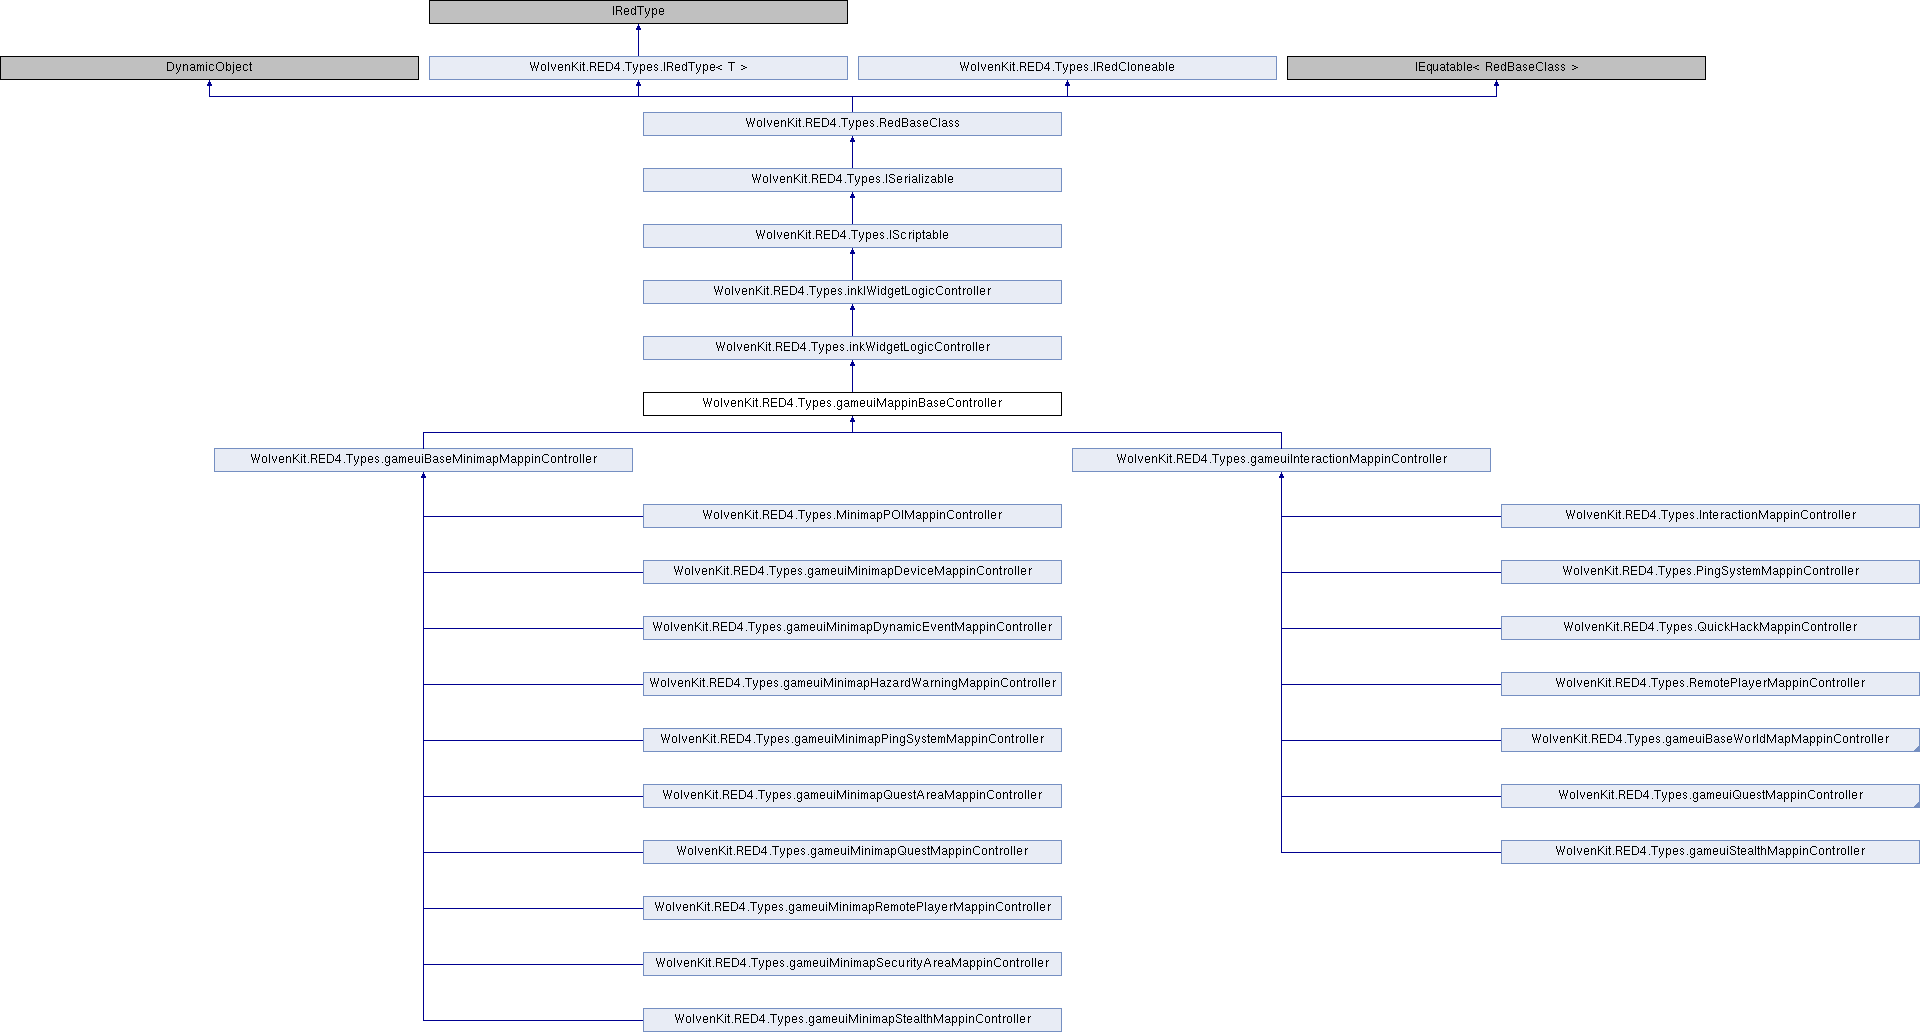 IRedType
DynamicObject
WolvenKit.RED4.Types.IRedType< T >
WolvenKit.RED4.Types.IRedCloneable
IEquatable< RedBaseClass >
WolvenKit.RED4.Types.RedBaseClass
WolvenKit.RED4.Types.ISerializable
WolvenKit.RED4.Types.IScriptable
WolvenKit.RED4.Types.inkIWidgetLogicController
WolvenKit.RED4.Types.inkWidgetLogicController
WolvenKit.RED4.Types.gameuiMappinBaseController
WolvenKit.RED4.Types.gameuiBaseMinimapMappinController
WolvenKit.RED4.Types.gameuiInteractionMappinController
WolvenKit.RED4.Types.MinimapPOIMappinController
WolvenKit.RED4.Types.InteractionMappinController
WolvenKit.RED4.Types.gameuiMinimapDeviceMappinController
WolvenKit.RED4.Types.PingSystemMappinController
WolvenKit.RED4.Types.gameuiMinimapDynamicEventMappinController
WolvenKit.RED4.Types.QuickHackMappinController
WolvenKit.RED4.Types.gameuiMinimapHazardWarningMappinController
WolvenKit.RED4.Types.RemotePlayerMappinController
WolvenKit.RED4.Types.gameuiMinimapPingSystemMappinController
WolvenKit.RED4.Types.gameuiBaseWorldMapMappinController
WolvenKit.RED4.Types.gameuiMinimapQuestAreaMappinController
WolvenKit.RED4.Types.gameuiQuestMappinController
WolvenKit.RED4.Types.gameuiMinimapQuestMappinController
WolvenKit.RED4.Types.gameuiStealthMappinController
WolvenKit.RED4.Types.gameuiMinimapRemotePlayerMappinController
WolvenKit.RED4.Types.gameuiMinimapSecurityAreaMappinController
WolvenKit.RED4.Types.gameuiMinimapStealthMappinController